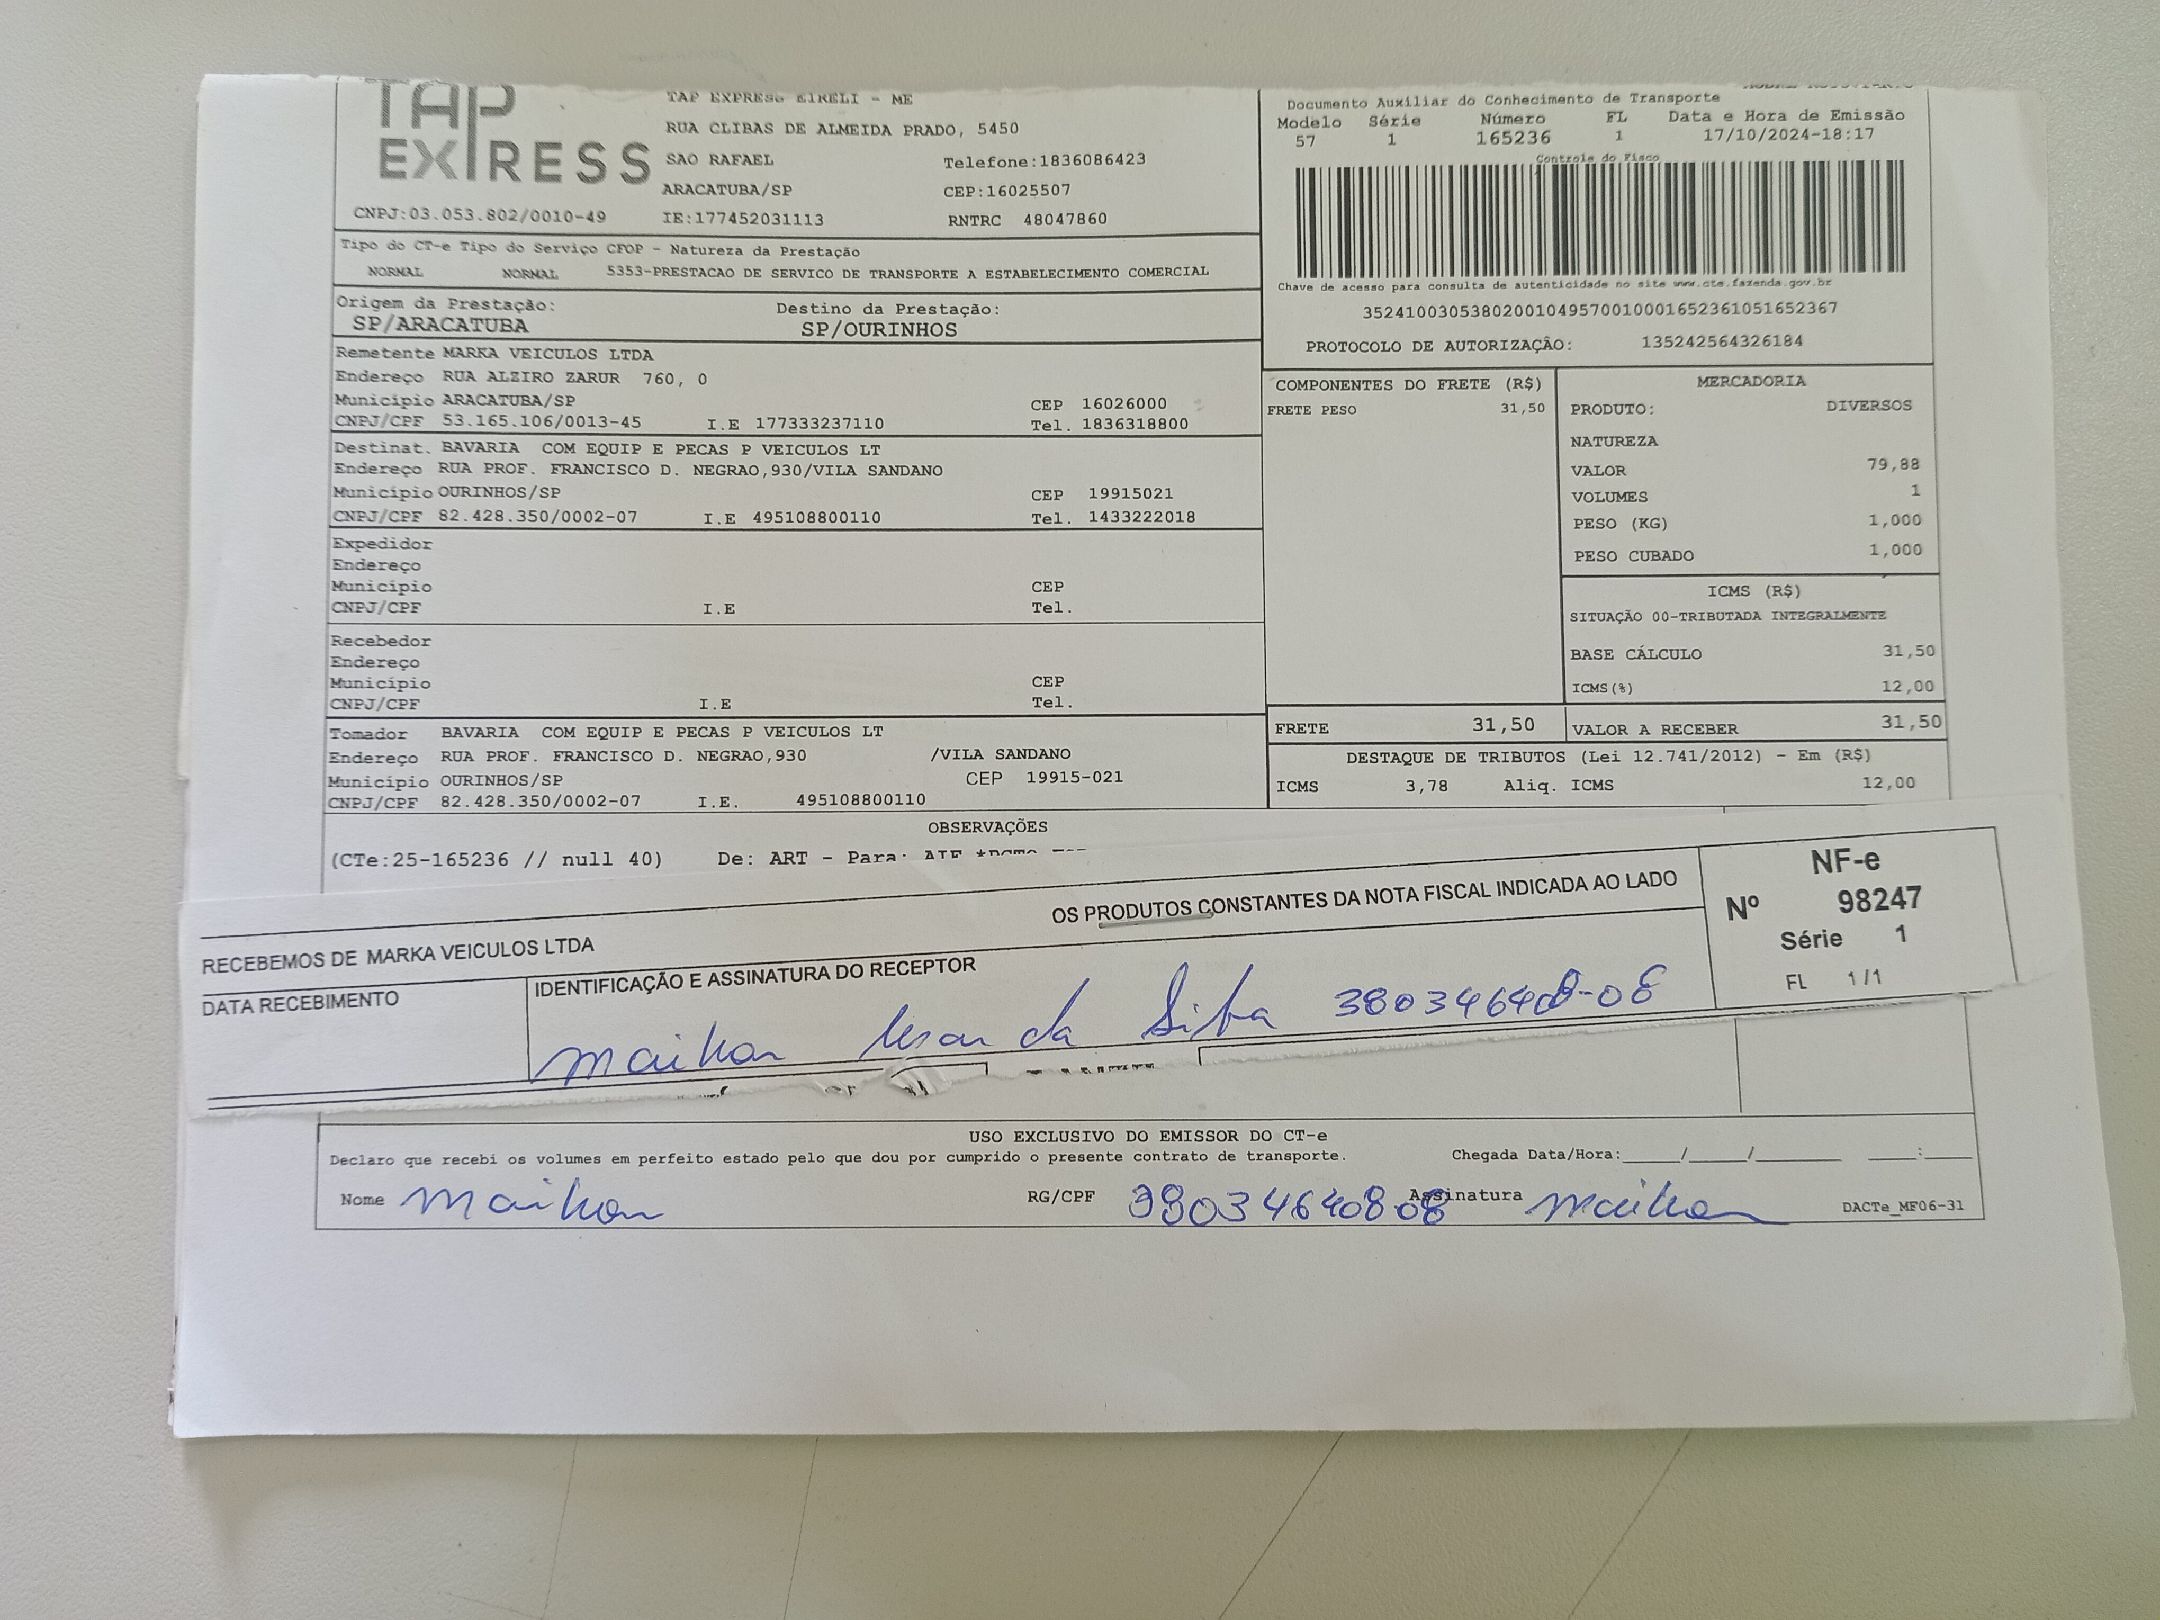 TAP
EXPRESS
TAP EXPRESS EIRELI - ME
RUA CLIBAS DE ALMEIDA PRADO, 5450
SAO RAFAEL Telefone:1836086423
ARACATUBA/SP CEP:16025507
CNPJ:03.053.802/0010-49 IE:177452031113 RNTRC 48047860
Documento Auxiliar do Conhecimento de Transporte
Modelo Série Número FL Data e Hora de Emissão
57 1 165236 1 17/10/2024-18:17
Controle do Fisco
Chave de acesso para consulta de autenticidade no site www.cte.fazenda.gov.br
35241003053802001049570010001652361051652367
PROTOCOLO DE AUTORIZAÇÃO: 135242564326184
Tipo do CT-e Tipo do Serviço CFOP - Natureza da Prestação
NORMAL NORMAL 5353-PRESTACAO DE SERVICO DE TRANSPORTE A ESTABELECIMENTO COMERCIAL
Origem da Prestação: Destino da Prestação:
SP/ARACATUBA SP/OURINHOS
Remetente MARKA VEICULOS LTDA
Endereço RUA ALZIRO ZARUR 760, 0
Município ARACATUBA/SP CEP 16026000
CNPJ/CPF 53.165.106/0013-45 I.E 177333237110 Tel. 1836318800
Destinat. BAVARIA COM EQUIP E PECAS P VEICULOS LT
Endereço RUA PROF. FRANCISCO D. NEGRAO,930/VILA SANDANO
Município OURINHOS/SP CEP 19915021
CNPJ/CPF 82.428.350/0002-07 I.E 495108800110 Tel. 1433222018
Expedidor
Endereço
Município CEP
CNPJ/CPF I.E Tel.
Recebedor
Endereço
Município CEP
CNPJ/CPF I.E Tel.
Tomador BAVARIA COM EQUIP E PECAS P VEICULOS LT
Endereço RUA PROF. FRANCISCO D. NEGRAO,930 /VILA SANDANO
Município OURINHOS/SP CEP 19915-021
CNPJ/CPF 82.428.350/0002-07 I.E. 495108800110
COMPONENTES DO FRETE (R$)
FRETE PESO 31,50
MERCADORIA
PRODUTO: DIVERSOS
NATUREZA
VALOR 79,88
VOLUMES 1
PESO (KG) 1,000
PESO CUBADO 1,000
ICMS (R$)
SITUAÇÃO 00-TRIBUTADA INTEGRALMENTE
BASE CÁLCULO 31,50
ICMS(%) 12,00
FRETE 31,50 VALOR A RECEBER 31,50
DESTAQUE DE TRIBUTOS (Lei 12.741/2012) - Em (R$)
ICMS 3,78 Aliq. ICMS 12,00
OBSERVAÇÕES
(CTe:25-165236 // null 40) De: ART - Para:
RECEBEMOS DE MARKA VEICULOS LTDA OS PRODUTOS CONSTANTES DA NOTA FISCAL INDICADA AO LADO
DATA RECEBIMENTO IDENTIFICAÇÃO E ASSINATURA DO RECEPTOR
maikon da Silva 380346408-08
NF-e
Nº 98247
Série 1
FL 1/1
USO EXCLUSIVO DO EMISSOR DO CT-e
Declaro que recebi os volumes em perfeito estado pelo que dou por cumprido o presente contrato de transporte. Chegada Data/Hora:____/____/______ ___:___
Nome maikon RG/CPF 38034640808 Assinatura maikon DACTe_MF06-31